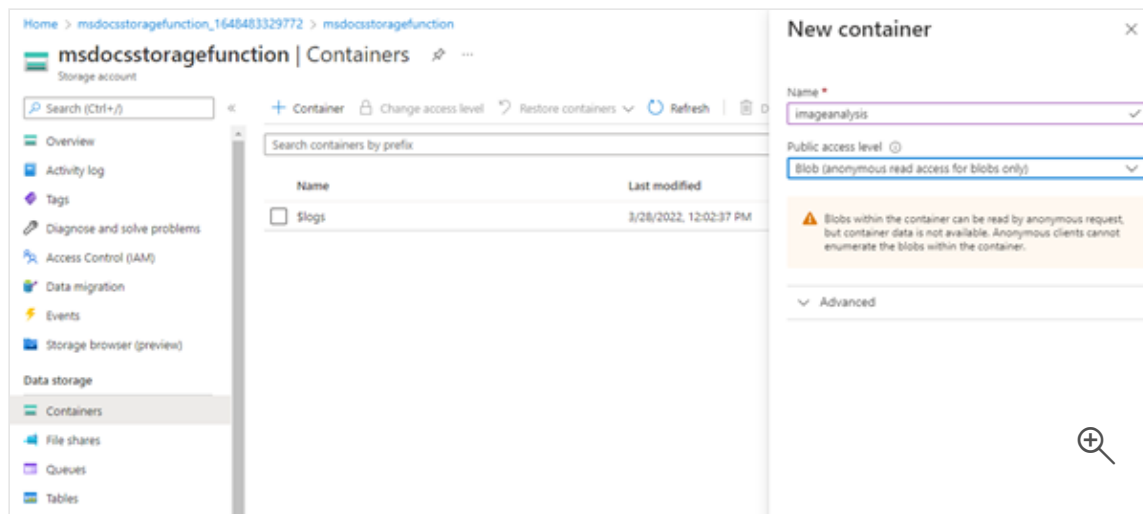 Home > msdocsstoragefunction_1648483329772 > msdocsstoragefunction
msdocsstoragefunction | Containers
Storage account
Search (Ctrl+/)
Overview
Activity log
Tags
Diagnose and solve problems
Access Control (IAM)
Data migration
Events
Storage browser (preview)
Data storage
Containers
File shares
Queues
Tables
+ Container Change access level Restore containers Refresh D
Search containers by prefix
Name Last modified
$logs 3/28/2022, 12:02:37 PM
New container
Name *
imageanalysis
Public access level
Blob (anonymous read access for blobs only)
Blobs within the container can be read by anonymous request,
but container data is not available. Anonymous clients cannot
enumerate the blobs within the container.
Advanced